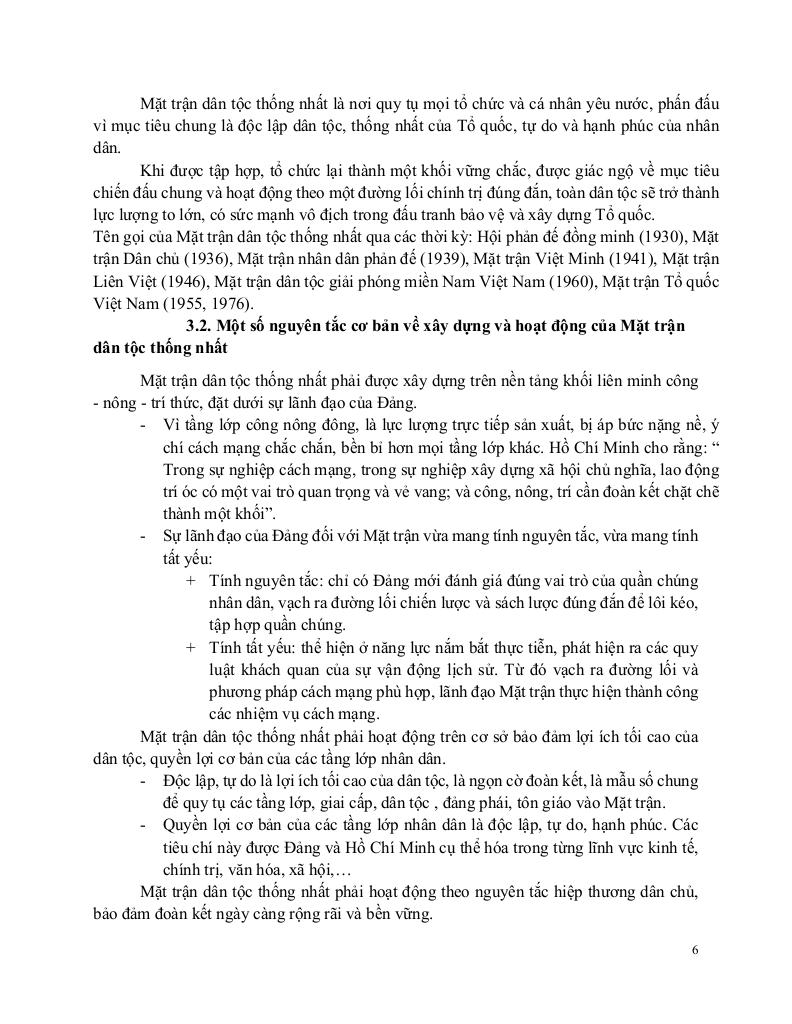 Mặt trận dân tộc thống nhất là nơi quy tụ mọi tổ chức và cá nhân yêu nước, phấn đấu
vì mục tiêu chung là độc lập dân tộc, thống nhất của Tổ quốc, tự do và hạnh phúc của nhân
dân.
Khi được tập hợp, tổ chức lại thành một khối vững chắc, được giác ngộ về mục tiêu
chiến đấu chung và hoạt động theo một đường lối chính trị đúng đắn, toàn dân tộc sẽ trở thành
lực lượng to lớn, có sức mạnh vô địch trong đấu tranh bảo vệ và xây dựng Tổ quốc.
Tên gọi của Mặt trận dân tộc thống nhất qua các thời kỳ: Hội phản đế đồng minh (1930), Mặt
trận Dân chủ (1936), Mặt trận nhân dân phản đế (1939), Mặt trận Việt Minh (1941), Mặt trận
Liên Việt (1946), Mặt trận dân tộc giải phóng miền Nam Việt Nam (1960), Mặt trận Tổ quốc
Việt Nam (1955, 1976).
3.2. Một số nguyên tắc cơ bản về xây dựng và hoạt động của Mặt trận
dân tộc thống nhất
Mặt trận dân tộc thống nhất phải được xây dựng trên nền tảng khối liên minh công
- nông - trí thức, đặt dưới sự lãnh đạo của Đảng.
- Vì tầng lớp công nông đông, là lực lượng trực tiếp sản xuất, bị áp bức nặng nề, ý
chí cách mạng chắc chắn, bền bỉ hơn mọi tầng lớp khác. Hồ Chí Minh cho rằng: “
Trong sự nghiệp cách mạng, trong sự nghiệp xây dựng xã hội chủ nghĩa, lao động
trí óc có một vai trò quan trọng và vẻ vang; và công, nông, trí cần đoàn kết chặt chẽ
thành một khối”.
- Sự lãnh đạo của Đảng đối với Mặt trận vừa mang tính nguyên tắc, vừa mang tính
tất yếu:
+ Tính nguyên tắc: chỉ có Đảng mới đánh giá đúng vai trò của quần chúng
nhân dân, vạch ra đường lối chiến lược và sách lược đúng đắn để lôi kéo,
tập hợp quần chúng.
+ Tính tất yếu: thể hiện ở năng lực nắm bắt thực tiễn, phát hiện ra các quy
luật khách quan của sự vận động lịch sử. Từ đó vạch ra đường lối và
phương pháp cách mạng phù hợp, lãnh đạo Mặt trận thực hiện thành công
các nhiệm vụ cách mạng.
Mặt trận dân tộc thống nhất phải hoạt động trên cơ sở bảo đảm lợi ích tối cao của
dân tộc, quyền lợi cơ bản của các tầng lớp nhân dân.
- Độc lập, tự do là lợi ích tối cao của dân tộc, là ngọn cờ đoàn kết, là mẫu số chung
để quy tụ các tầng lớp, giai cấp, dân tộc , đảng phái, tôn giáo vào Mặt trận.
- Quyền lợi cơ bản của các tầng lớp nhân dân là độc lập, tự do, hạnh phúc. Các
tiêu chí này được Đảng và Hồ Chí Minh cụ thể hóa trong từng lĩnh vực kinh tế,
chính trị, văn hóa, xã hội,…
Mặt trận dân tộc thống nhất phải hoạt động theo nguyên tắc hiệp thương dân chủ,
bảo đảm đoàn kết ngày càng rộng rãi và bền vững.
6